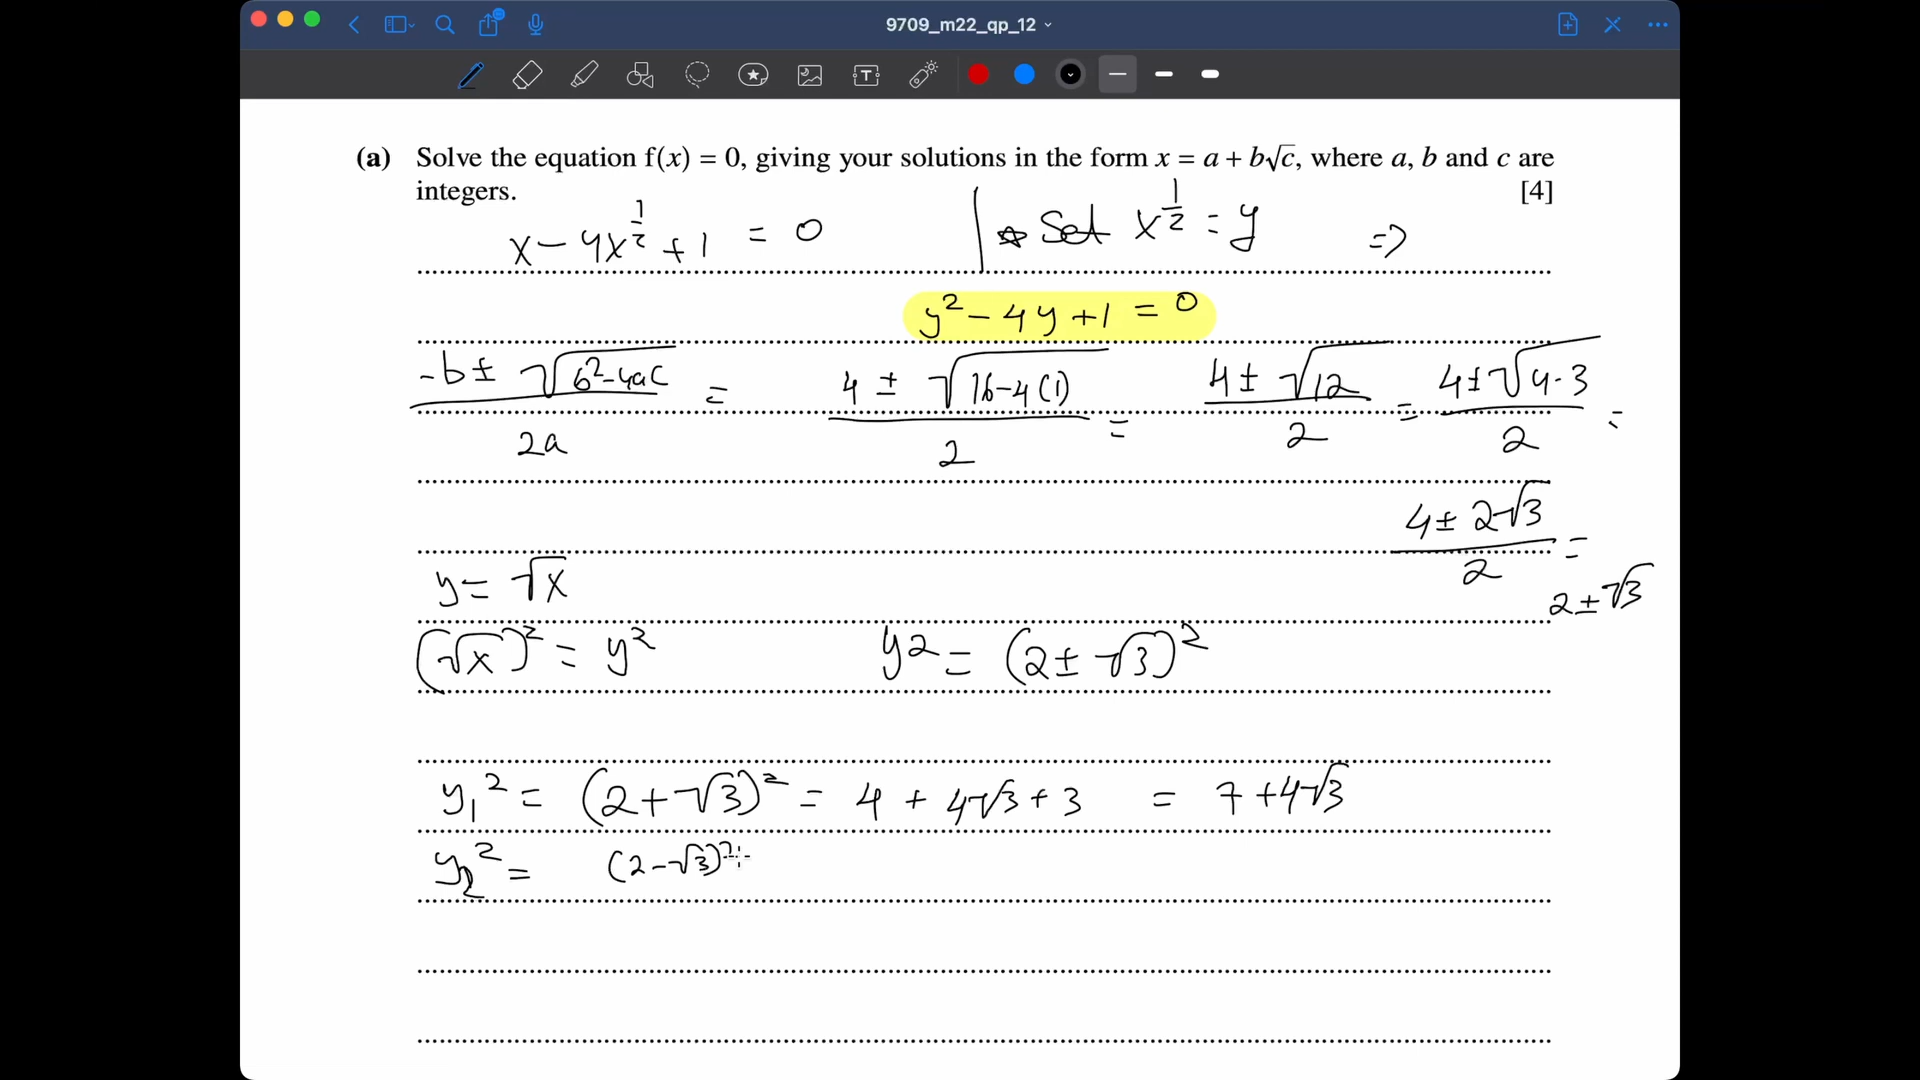 9709_m22_qp_12
(a) Solve the equation f(x) = 0, giving your solutions in the form x = a + b√c, where a, b and c are
integers. [4]
x − 4x^(1/2) + 1 = 0 | ☆ Set x^(1/2) = y =>
y² − 4y + 1 = 0
(-b ± √(b²-4ac))/2a = (4 ± √(16-4(1)))/2 = (4 ± √12)/2 = (4 ± √(4·3))/2 =
(4 ± 2√3)/2 =
y = √x
2 ± √3
(√x)² = y² y2 = (2 ± √3)²
y₁² = (2+√3)² = 4 + 4√3 + 3 = 7 + 4√3
y₂² = (2-√3)²